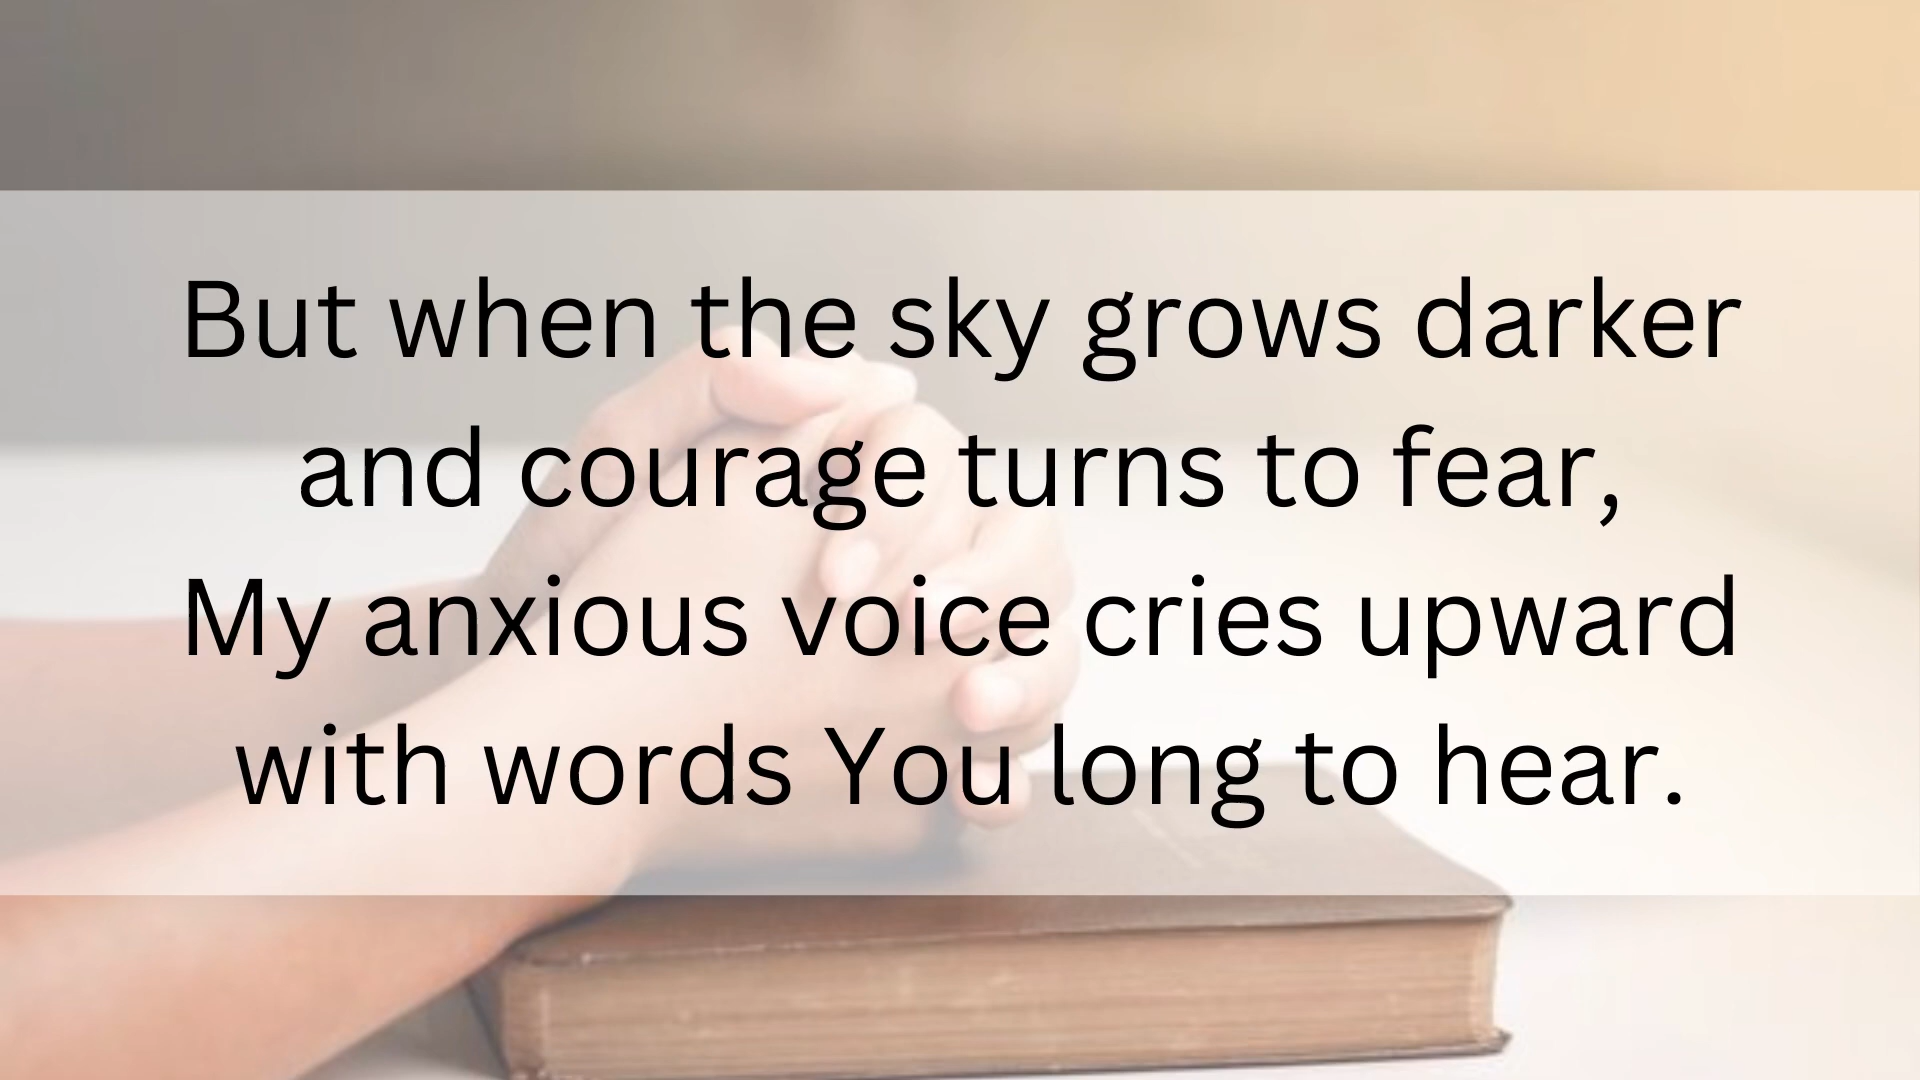 But when the sky grows darker
and courage turns to fear,
My anxious voice cries upward
with words You long to hear.